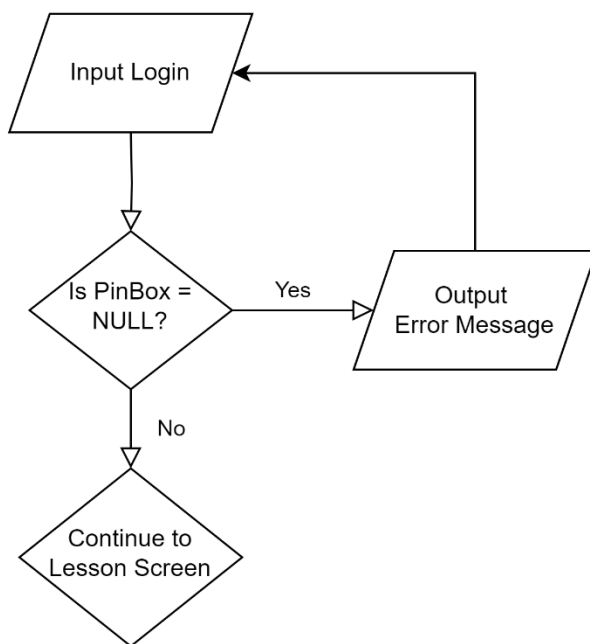 Input Login
Is PinBox =
NULL?
Yes
Output
Error Message
No
Continue to
Lesson Screen